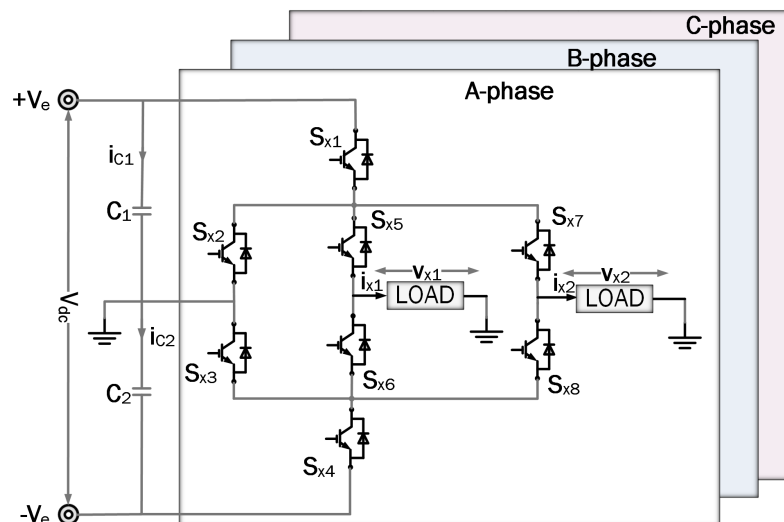 C-phase
B-phase
A-phase
+Ve
Sx1
iC1
C1
Sx2
Sx5
Sx7
vx1
vx2
ix1
LOAD
ix2
LOAD
Vdc
iC2
Sx3
Sx6
Sx8
C2
Sx4
-Ve